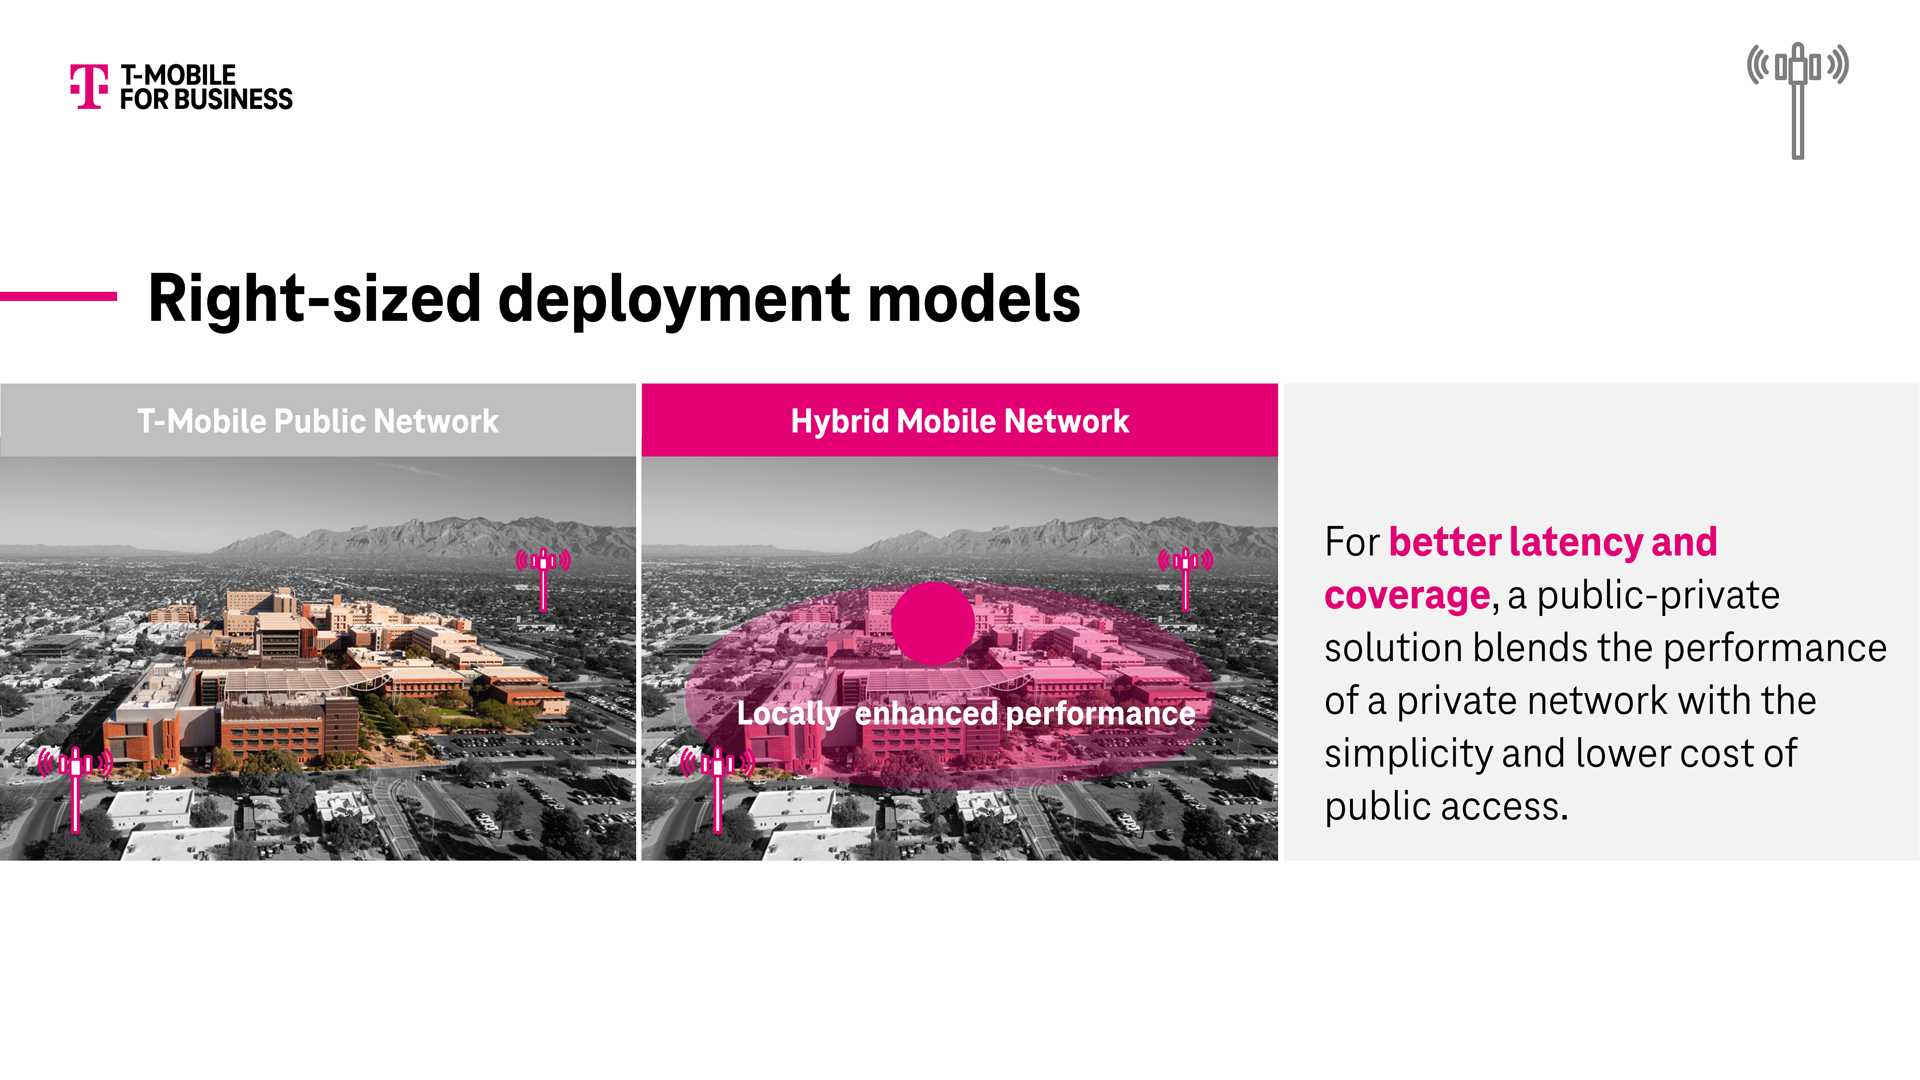 T-MOBILE
FOR BUSINESS
Right-sized deployment models
T-Mobile Public Network
Hybrid Mobile Network
Locally enhanced performance
For better latency and
coverage, a public-private
solution blends the performance
of a private network with the
simplicity and lower cost of
public access.